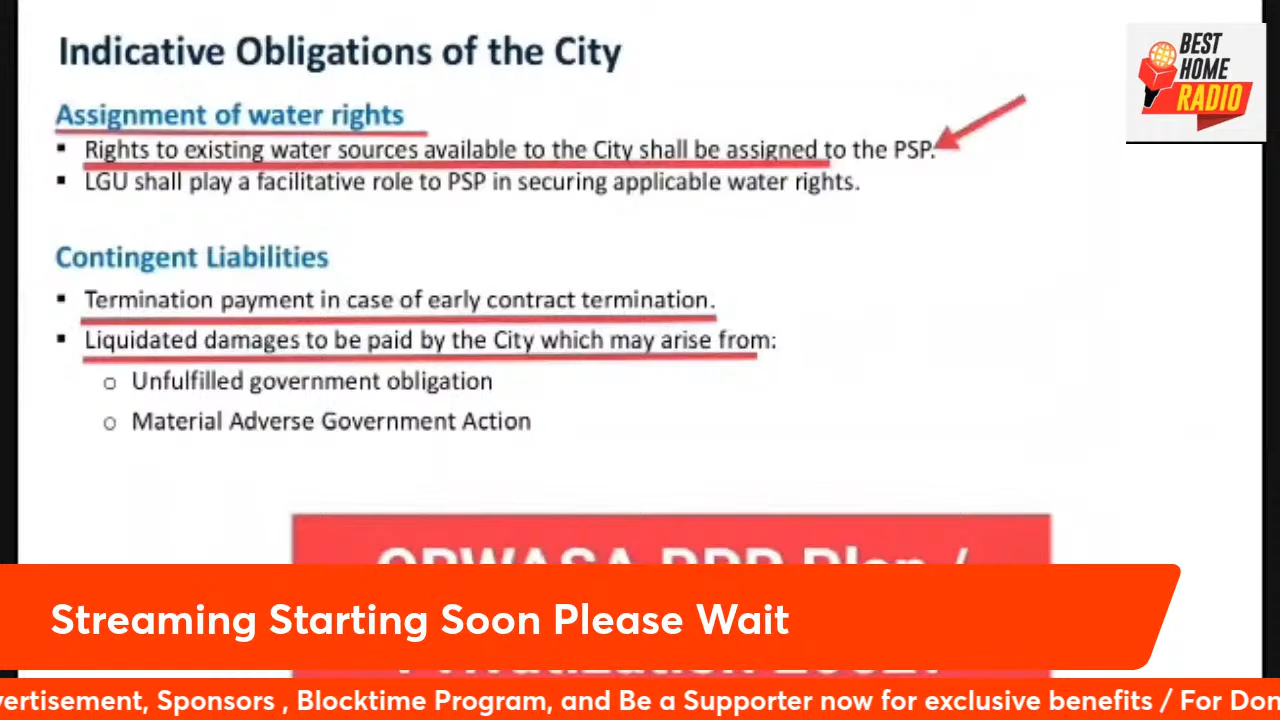 Indicative Obligations of the City
BEST
HOME
RADIO
Assignment of water rights
▪ Rights to existing water sources available to the City shall be assigned to the PSP.
▪ LGU shall play a facilitative role to PSP in securing applicable water rights.
Contingent Liabilities
▪ Termination payment in case of early contract termination.
▪ Liquidated damages to be paid by the City which may arise from:
o Unfulfilled government obligation
o Material Adverse Government Action
Streaming Starting Soon Please Wait
vertisement, Sponsors , Blocktime Program, and Be a Supporter now for exclusive benefits / For Don